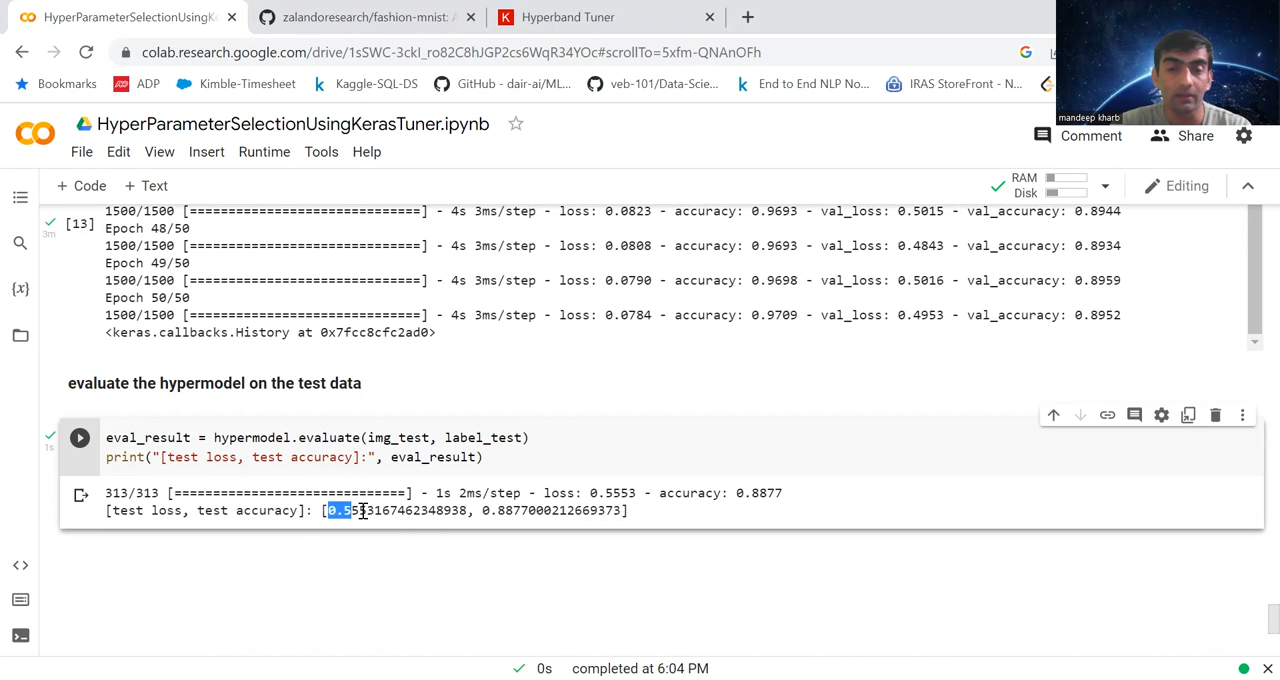 HyperParameterSelectionUsingK
zalandoresearch/fashion-mnist: A
Hyperband Tuner
colab.research.google.com/drive/1sSWC-3ckI_ro82C8hJGP2cs6WqR34YOc#scrollTo=5xfm-QNAnOFh
Bookmarks
ADP
Kimble-Timesheet
Kaggle-SQL-DS
GitHub - dair-ai/ML...
veb-101/Data-Scie...
End to End NLP No...
IRAS StoreFront - N...
mandeep kharb
HyperParameterSelectionUsingKerasTuner.ipynb
Comment
Share
File Edit View Insert Runtime Tools Help
+ Code + Text
RAM
Disk
Editing
[13]
3m
1500/1500 [==============================] - 4s 3ms/step - loss: 0.0823 - accuracy: 0.9693 - val_loss: 0.5015 - val_accuracy: 0.8944
Epoch 48/50
1500/1500 [==============================] - 4s 3ms/step - loss: 0.0808 - accuracy: 0.9693 - val_loss: 0.4843 - val_accuracy: 0.8934
Epoch 49/50
1500/1500 [==============================] - 4s 3ms/step - loss: 0.0790 - accuracy: 0.9698 - val_loss: 0.5016 - val_accuracy: 0.8959
Epoch 50/50
1500/1500 [==============================] - 4s 3ms/step - loss: 0.0784 - accuracy: 0.9709 - val_loss: 0.4953 - val_accuracy: 0.8952
<keras.callbacks.History at 0x7fcc8cfc2ad0>
evaluate the hypermodel on the test data
1s
eval_result = hypermodel.evaluate(img_test, label_test)
print("[test loss, test accuracy]:", eval_result)
313/313 [==============================] - 1s 2ms/step - loss: 0.5553 - accuracy: 0.8877
[test loss, test accuracy]: [0.5553167462348938, 0.8877000212669373]
0s completed at 6:04 PM